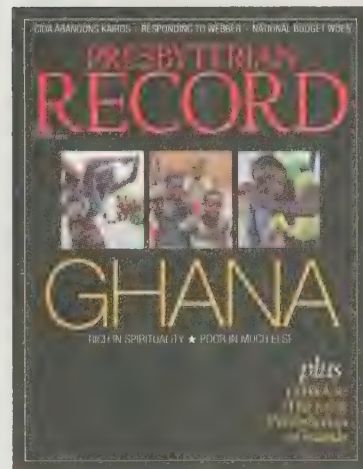 CIDA ABANDONS KAIROS RESPONDING TO WEBBER NATIONAL BUDGET WOES
PRESBYTERIAN
RECORD
GHANA
RICH IN SPIRITUALITY ★ POOR IN MUCH ELSE
plus